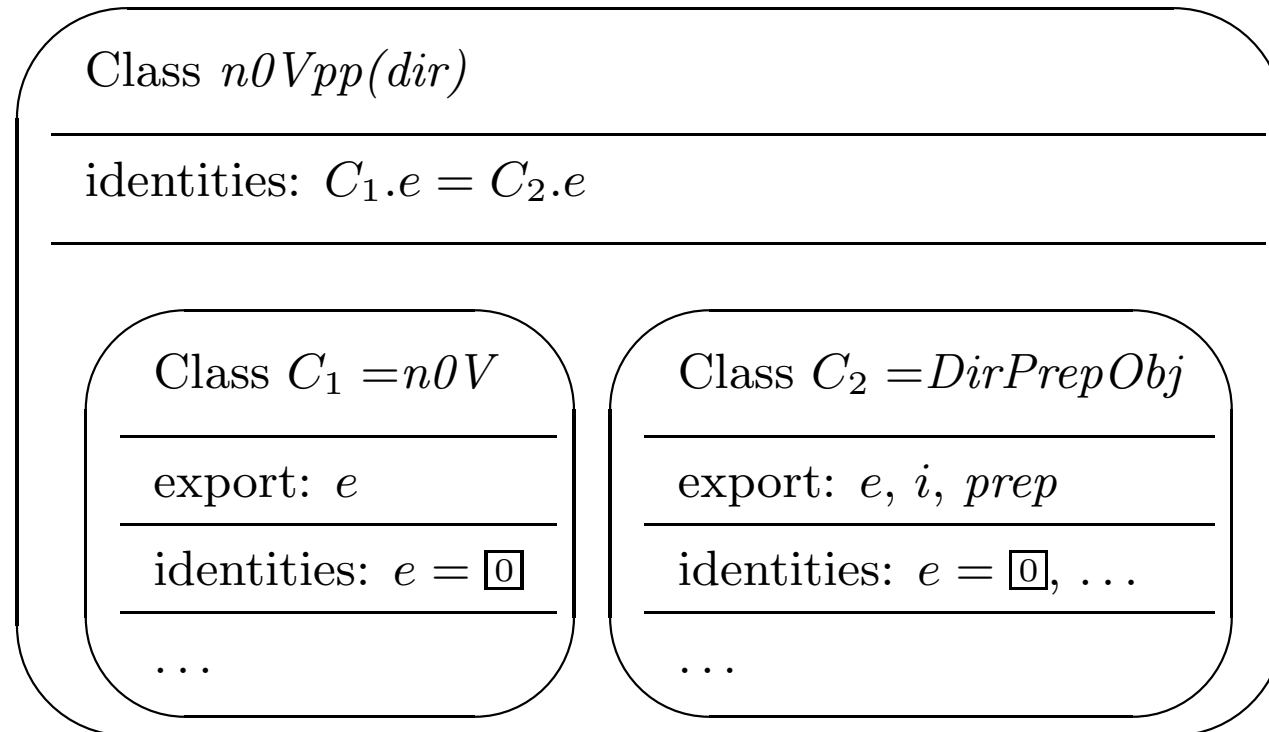 Class n0Vpp(dir)
identities: C₁.e = C₂.e
Class C₁ =n0V
export: e
identities: e = 0
...
Class C₂ =DirPrepObj
export: e, i, prep
identities: e = 0, ...
...